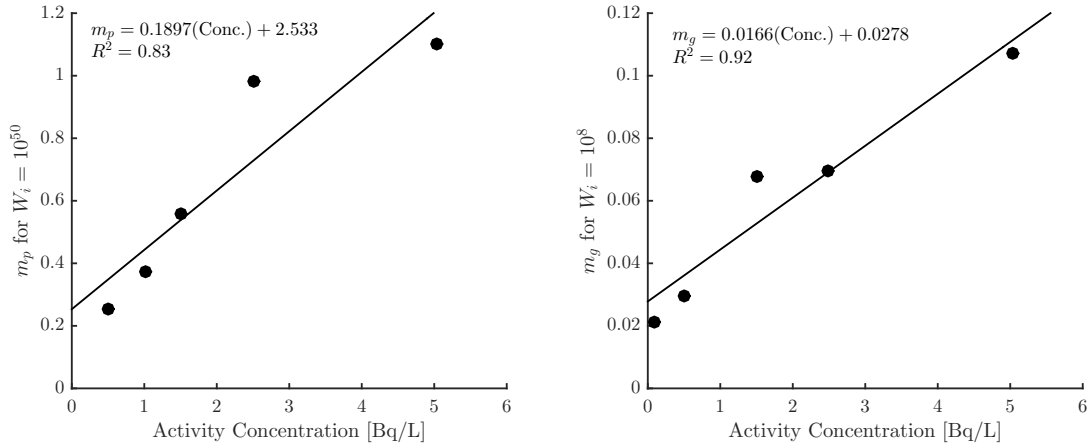 m_p = 0.1897(Conc.) + 2.533
R^2 = 0.83
1.2
1
0.8
0.6
0.4
0.2
0
0 1 2 3 4 5 6
m_p for W_i = 10^{50}
Activity Concentration [Bq/L]
m_g = 0.0166(Conc.) + 0.0278
R^2 = 0.92
0.12
0.1
0.08
0.06
0.04
0.02
0
0 1 2 3 4 5 6
m_g for W_i = 10^8
Activity Concentration [Bq/L]